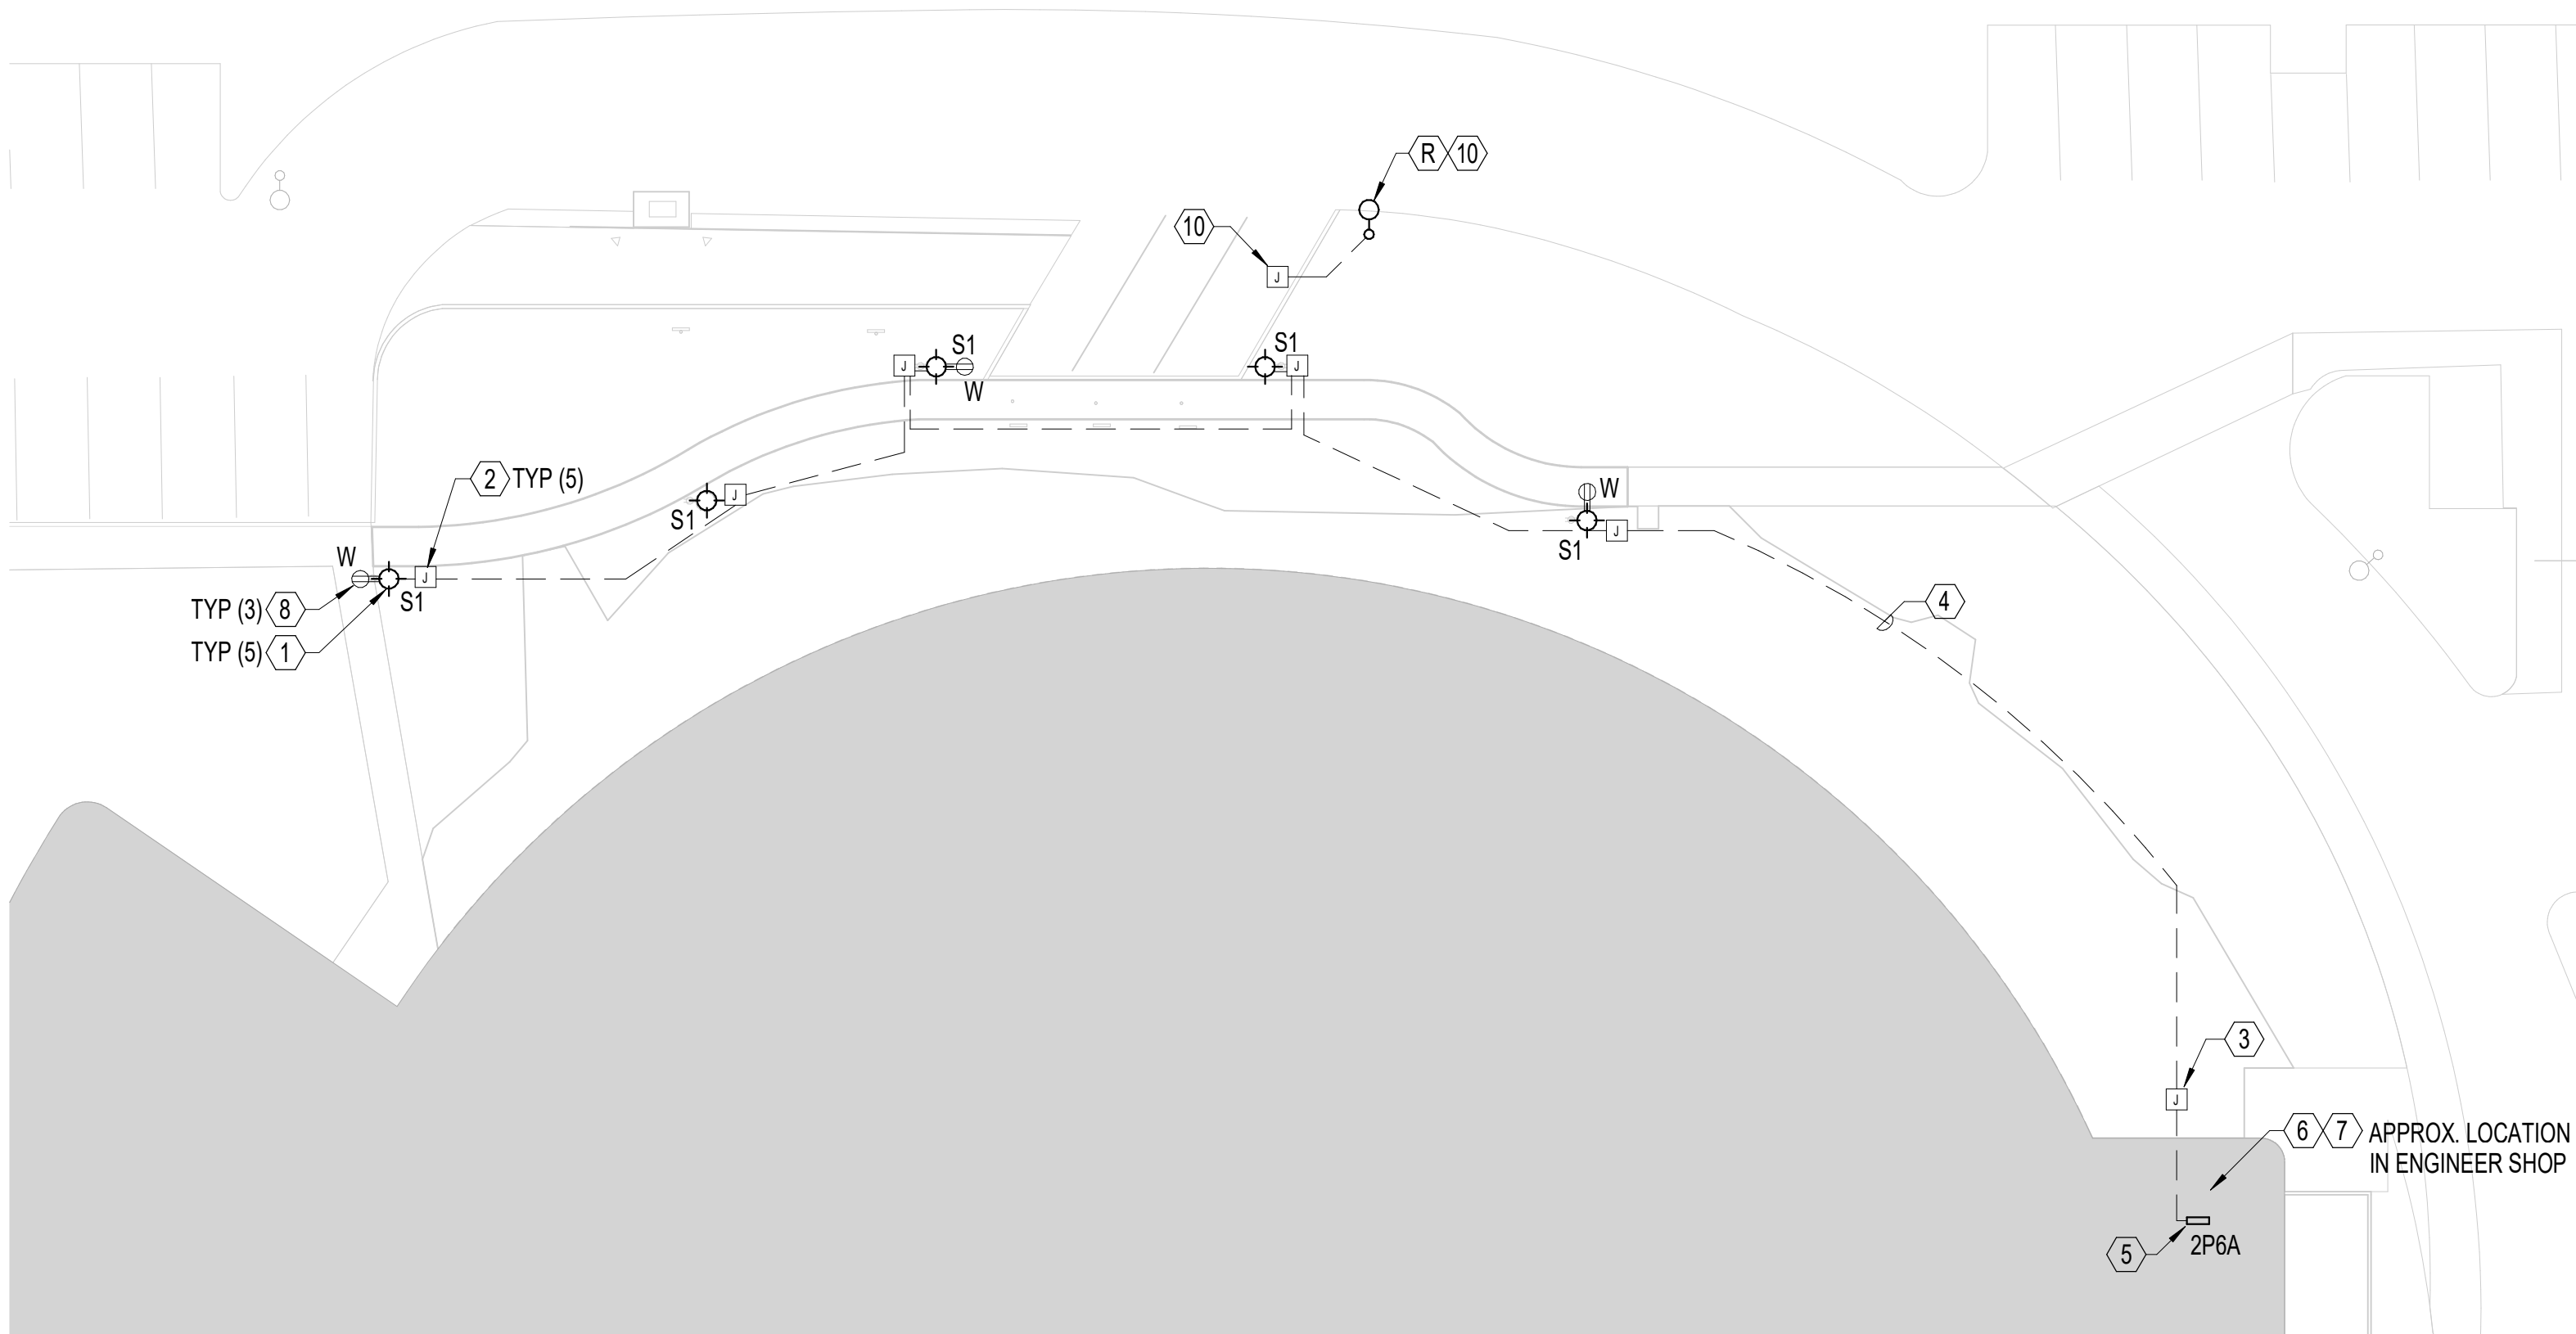 R 10
10
J
S1
J
W
S1
J
2 TYP (5)
J
S1
W
J
S1
W
J
S1
TYP (3) 8
TYP (5) 1
4
3
J
6 7 APPROX. LOCATION
IN ENGINEER SHOP
5
2P6A